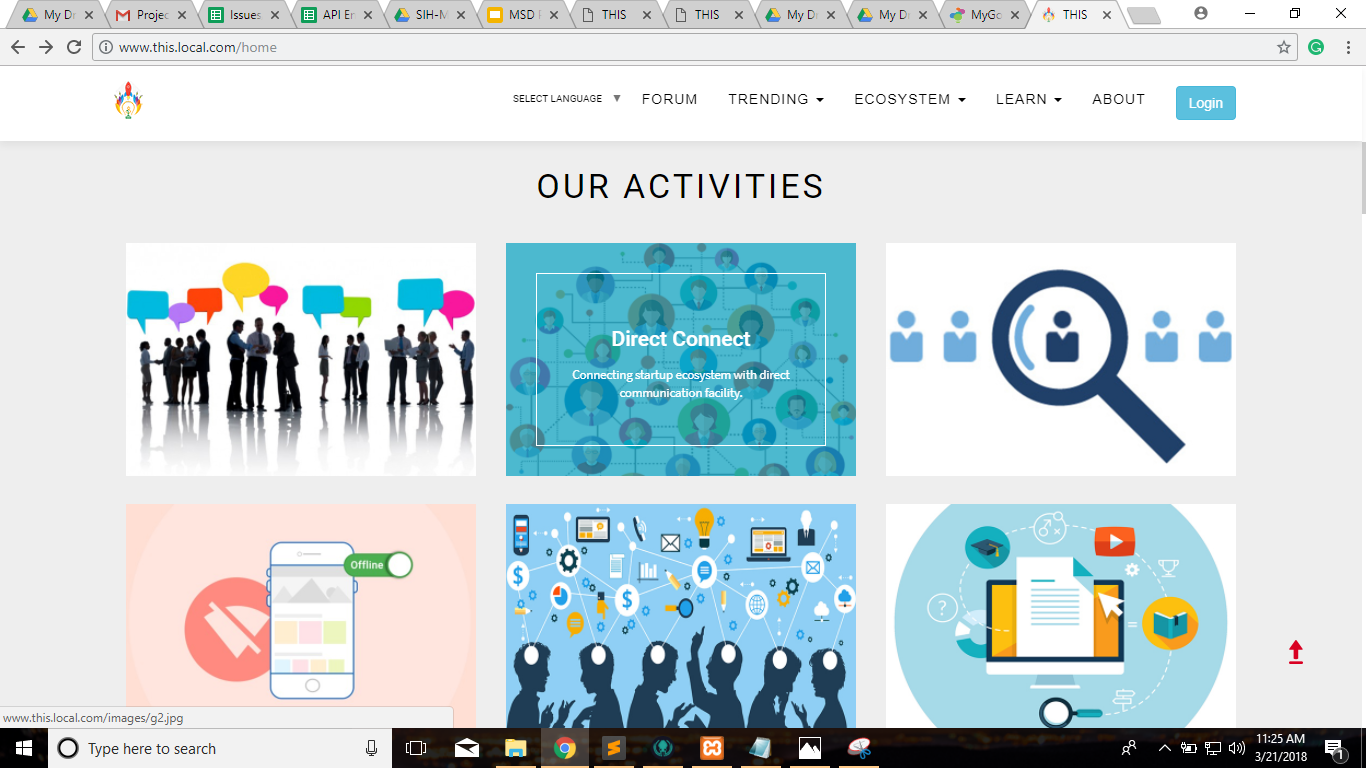 My Dr
Projec
Issues
API En
SIH-M
MSD P
THIS
THIS
My Dr
My Dr
MyGo
THIS
www.this.local.com/home
SELECT LANGUAGE ▼
FORUM
TRENDING
ECOSYSTEM
LEARN
ABOUT
Login
OUR ACTIVITIES
Direct Connect
Connecting startup ecosystem with direct
communication facility.
Offline
www.this.local.com/images/g2.jpg
Type here to search
11:25 AM
3/21/2018
1